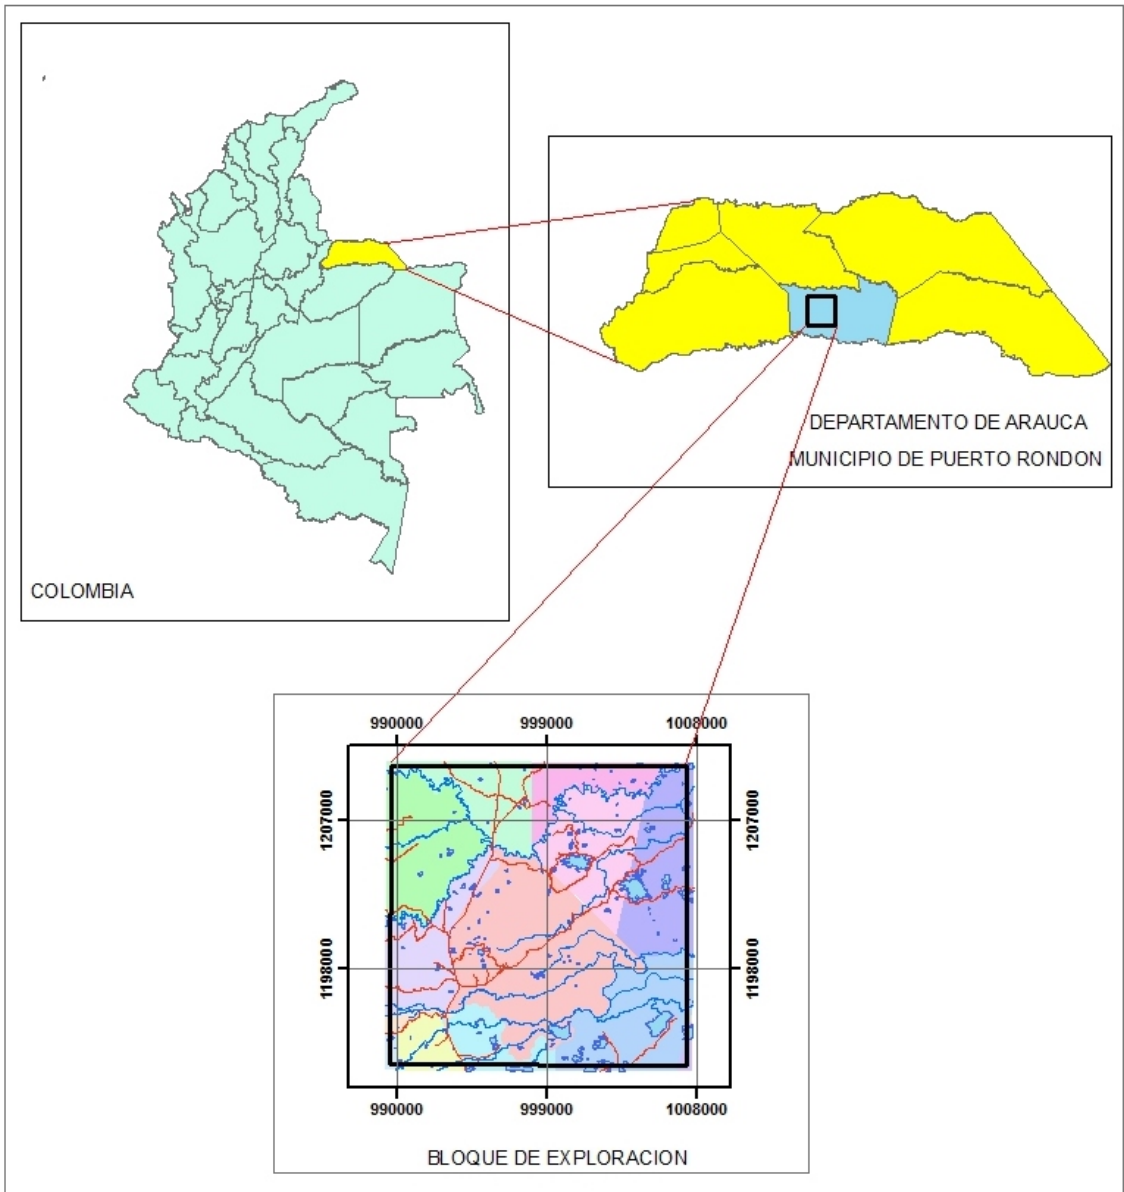 COLOMBIA
DEPARTAMENTO DE ARAUCA
MUNICIPIO DE PUERTO RONDON
990000 999000 1008000
1207000 1207000
1198000 1198000
990000 999000 1008000
BLOQUE DE EXPLORACION